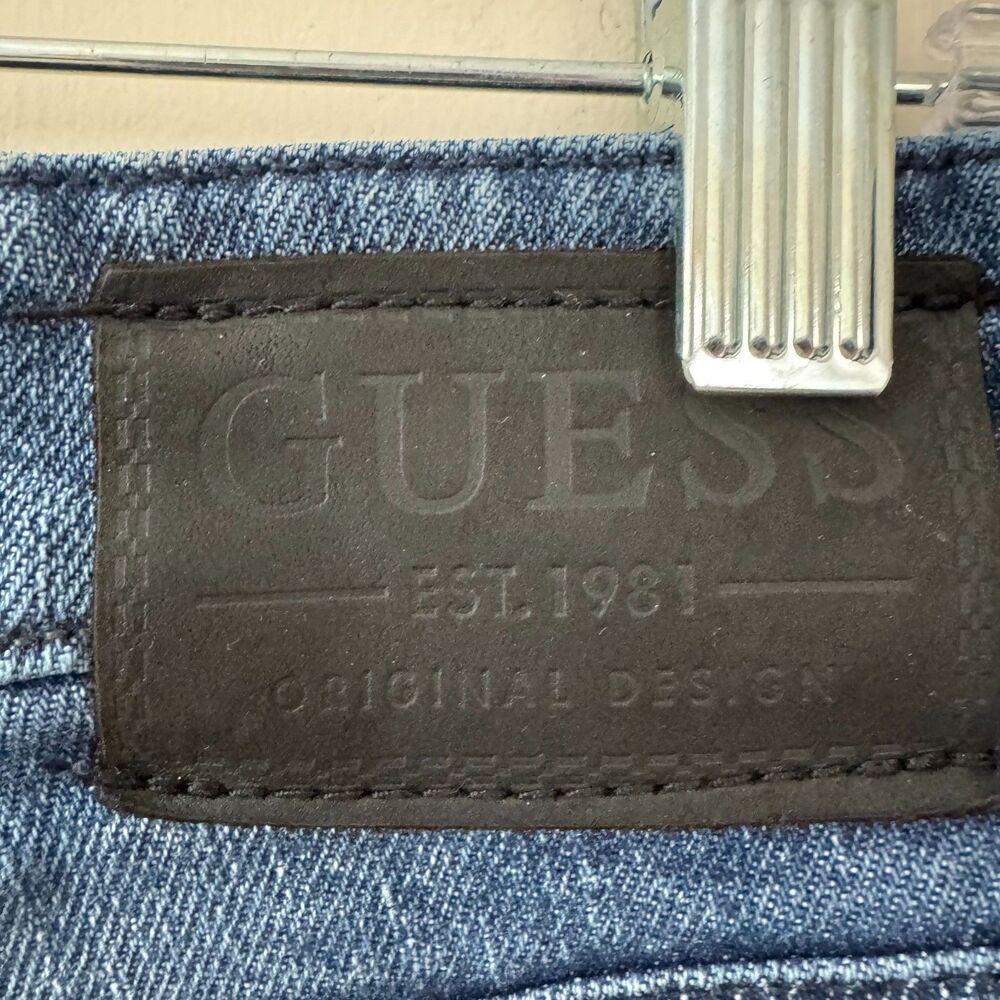 GUESS
EST. 1981
ORIGINAL DESIGN